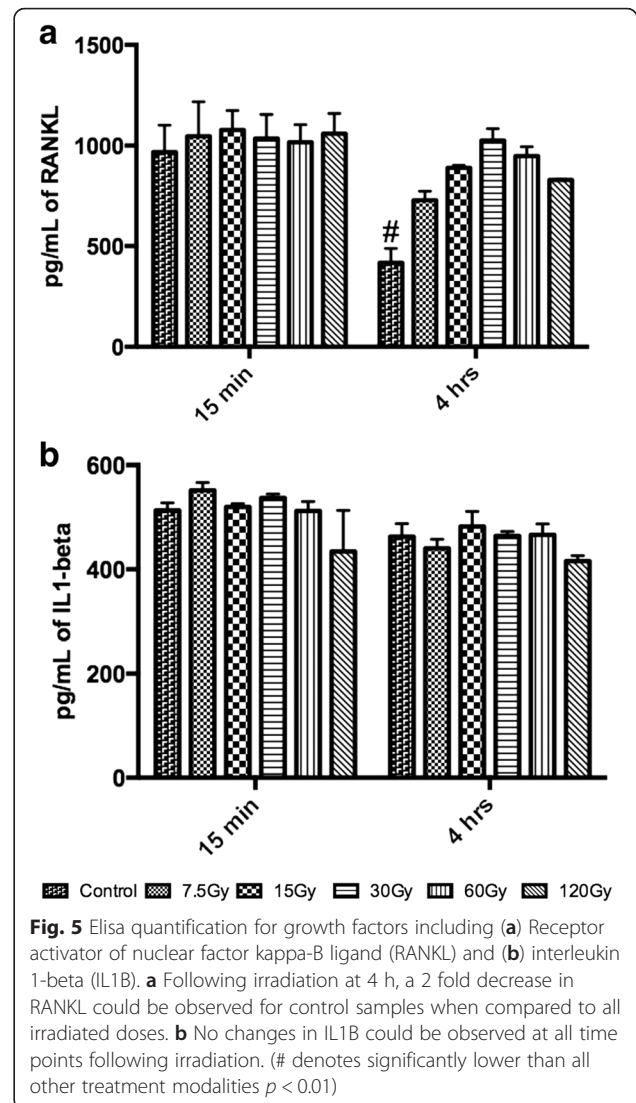 a
1500
1000
500
0
pg/mL of RANKL
#
15 min
4 hrs
b
600
400
200
0
pg/mL of IL1-beta
15 min
4 hrs
Control 7.5Gy 15Gy 30Gy 60Gy 120Gy
Fig. 5 Elisa quantification for growth factors including (a) Receptor
activator of nuclear factor kappa-B ligand (RANKL) and (b) interleukin
1-beta (IL1B). a Following irradiation at 4 h, a 2 fold decrease in
RANKL could be observed for control samples when compared to all
irradiated doses. b No changes in IL1B could be observed at all time
points following irradiation. (# denotes significantly lower than all
other treatment modalities p < 0.01)